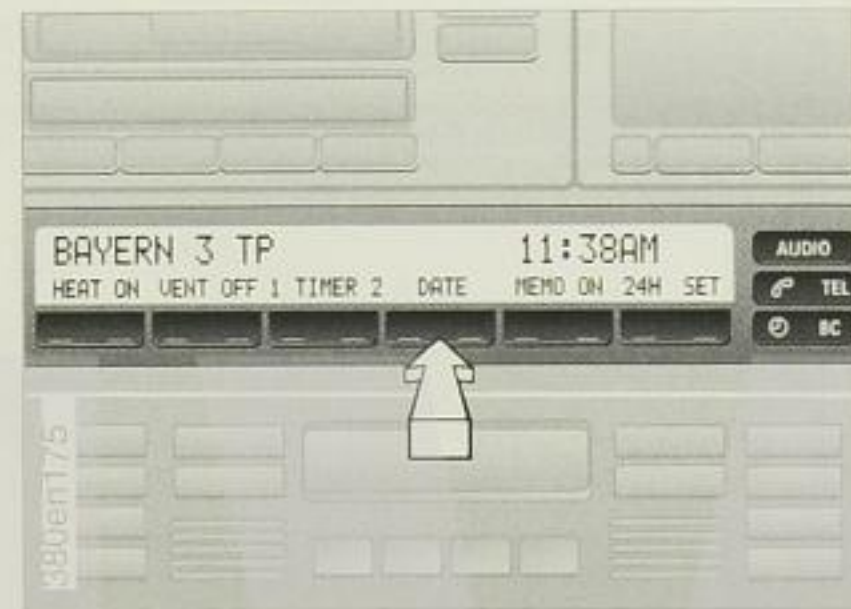 BAYERN 3 TP 11:38AM
HEAT ON VENT OFF 1 TIMER 2 DATE MEMO ON 24H SET
AUDIO
TEL
BC